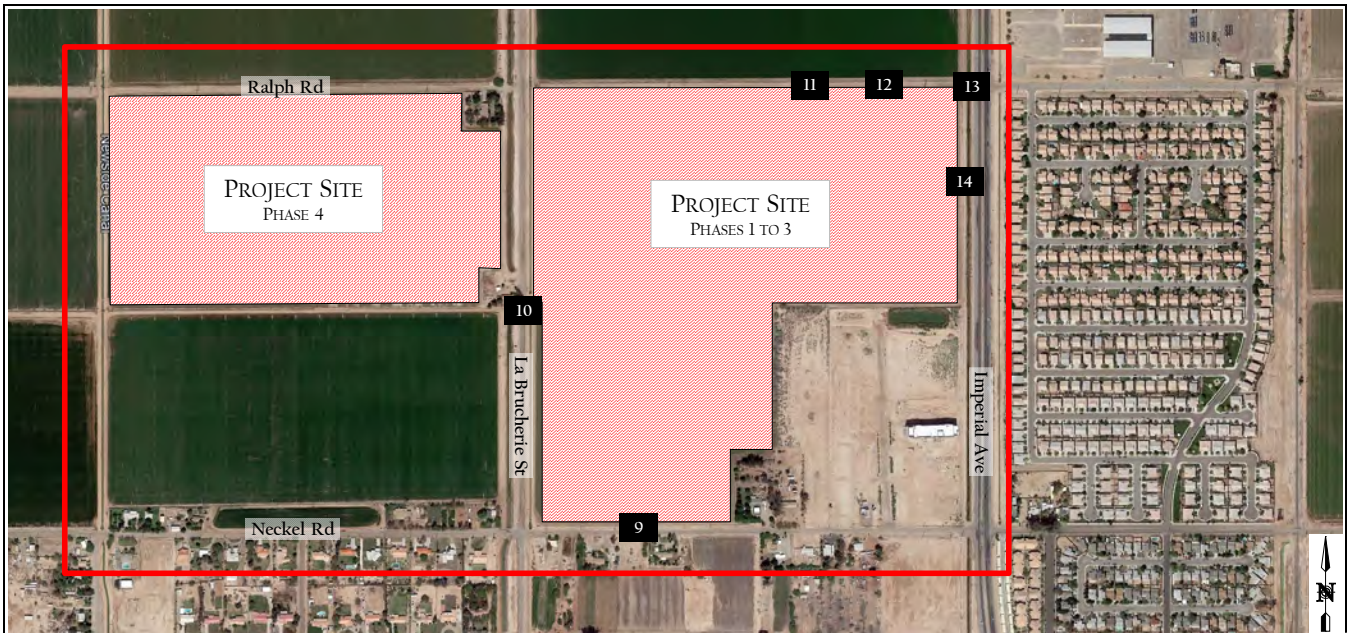 Ralph Rd
11
12
13
PROJECT SITE
PHASE 4
PROJECT SITE
PHASES 1 TO 3
14
10
La Brucherie St
Imperial Ave
Neckel Rd
9
N